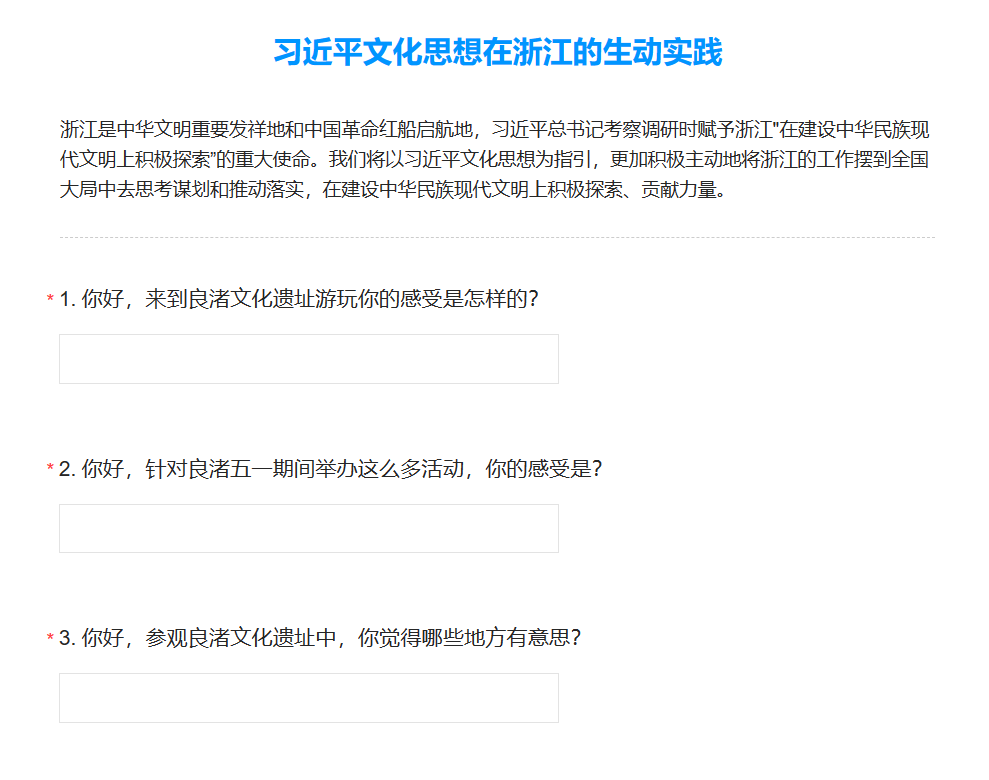 习近平文化思想在浙江的生动实践
浙江是中华文明重要发祥地和中国革命红船启航地，习近平总书记考察调研时赋予浙江"在建设中华民族现
代文明上积极探索”的重大使命。我们将以习近平文化思想为指引，更加积极主动地将浙江的工作摆到全国
大局中去思考谋划和推动落实，在建设中华民族现代文明上积极探索、贡献力量。
* 1. 你好，来到良渚文化遗址游玩你的感受是怎样的?
* 2. 你好，针对良渚五一期间举办这么多活动，你的感受是?
* 3. 你好，参观良渚文化遗址中，你觉得哪些地方有意思?